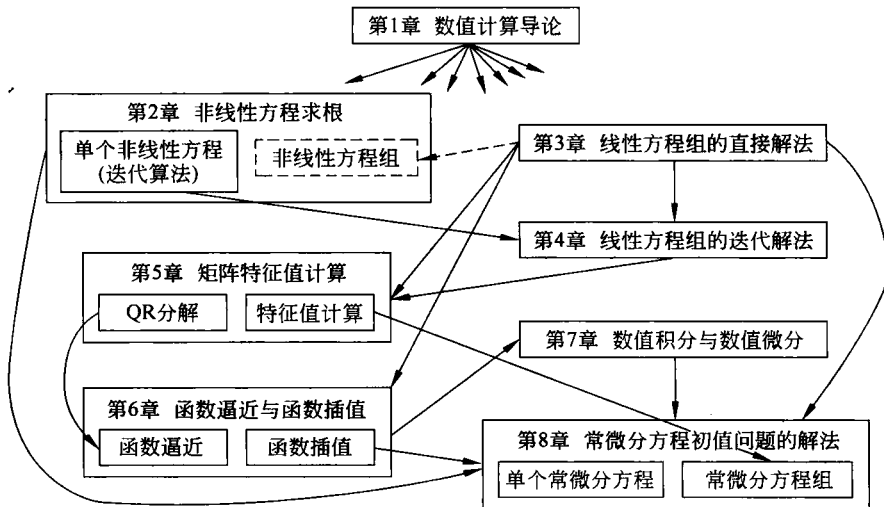 第1章 数值计算导论
第2章 非线性方程求根
单个非线性方程
(迭代算法)
非线性方程组
第3章 线性方程组的直接解法
第4章 线性方程组的迭代解法
第5章 矩阵特征值计算
QR分解
特征值计算
第7章 数值积分与数值微分
第6章 函数逼近与函数插值
函数逼近
函数插值
第8章 常微分方程初值问题的解法
单个常微分方程
常微分方程组